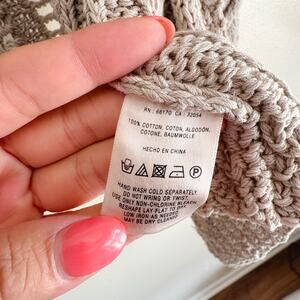 RN: 66170 CA: 32054
100% COTTON, COTON, ALGODÓN,
COTONE, BAUMWOLLE
HECHO EN CHINA
HAND WASH COLD SEPARATELY.
DO NOT WRING OR TWIST.
USE ONLY NON-CHLORINE BLEACH.
RESHAPE LAY FLAT TO DRY.
LOW IRON AS NEEDED.
MAY BE DRY CLEANED.